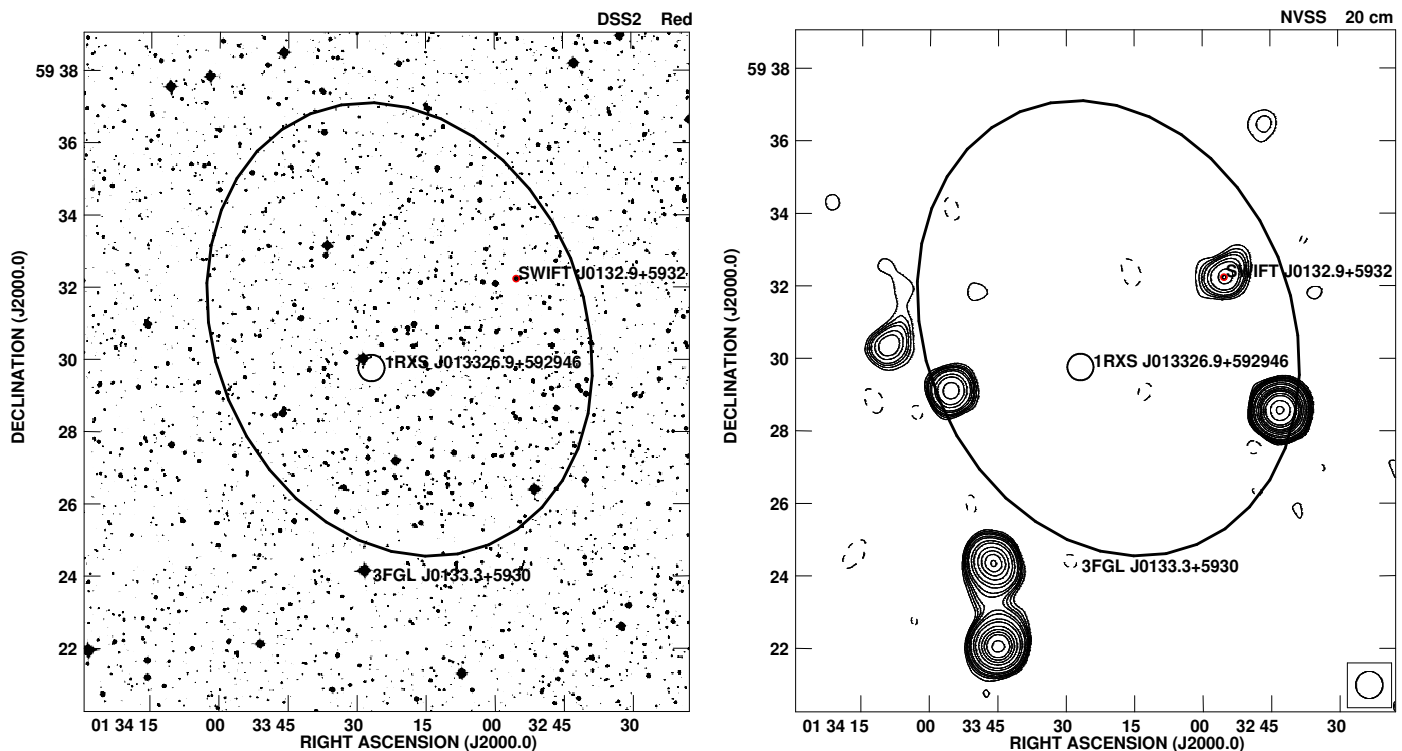 DSS2 Red
59 38
36
34
32
30
28
26
24
22
DECLINATION (J2000.0)
SWIFT J0132.9+5932
1RXS J013326.9+592946
3FGL J0133.3+5930
01 34 15
00
33 45
30
15
00
32 45
30
RIGHT ASCENSION (J2000.0)
NVSS 20 cm
59 38
36
34
32
30
28
26
24
22
DECLINATION (J2000.0)
SWIFT J0132.9+5932
1RXS J013326.9+592946
3FGL J0133.3+5930
01 34 15
00
33 45
30
15
00
32 45
30
RIGHT ASCENSION (J2000.0)